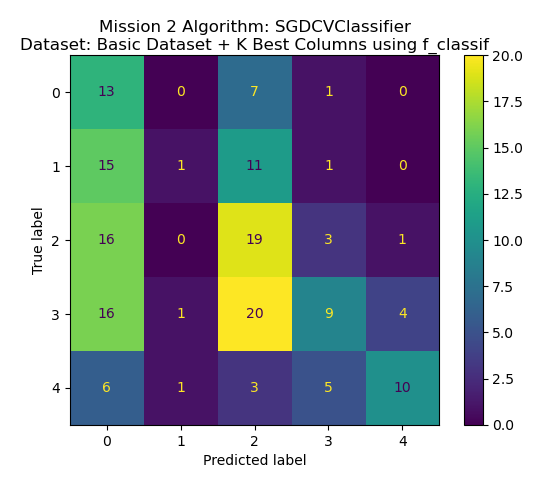 Mission 2 Algorithm: SGDCVClassifier
Dataset: Basic Dataset + K Best Columns using f_classif
True label
0 13 0 7 1 0
1 15 1 11 1 0
2 16 0 19 3 1
3 16 1 20 9 4
4 6 1 3 5 10
0 1 2 3 4
Predicted label
20.0
17.5
15.0
12.5
10.0
7.5
5.0
2.5
0.0